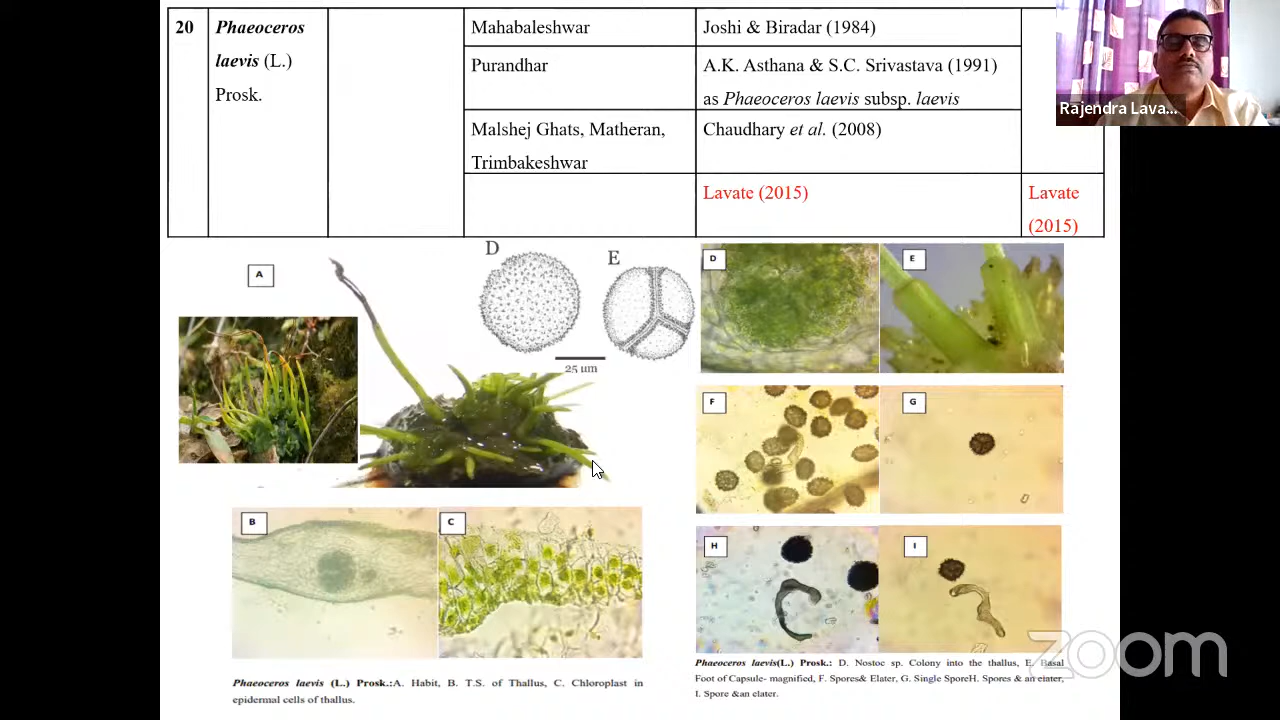 20
Phaeoceros
laevis (L.)
Prosk.
Mahabaleshwar
Joshi & Biradar (1984)
Purandhar
A.K. Asthana & S.C. Srivastava (1991)
as Phaeoceros laevis subsp. laevis
Malshej Ghats, Matheran,
Trimbakeshwar
Chaudhary et al. (2008)
Lavate (2015)
Lavate
(2015)
Rajendra Lava...
A
D
E
25 µm
B
C
Phaeoceros laevis (L.) Prosk.:A. Habit, B. T.S. of Thallus, C. Chloroplast in
epidermal cells of thallus.
D
E
F
G
H
I
Phaeoceros laevis(L.) Prosk.: D. Nostoc sp. Colony into the thallus, E. Basal
Foot of Capsule- magnified, F. Spores& Elater, G. Single SporeH. Spores & an elater,
I. Spore &an elater.
zoom